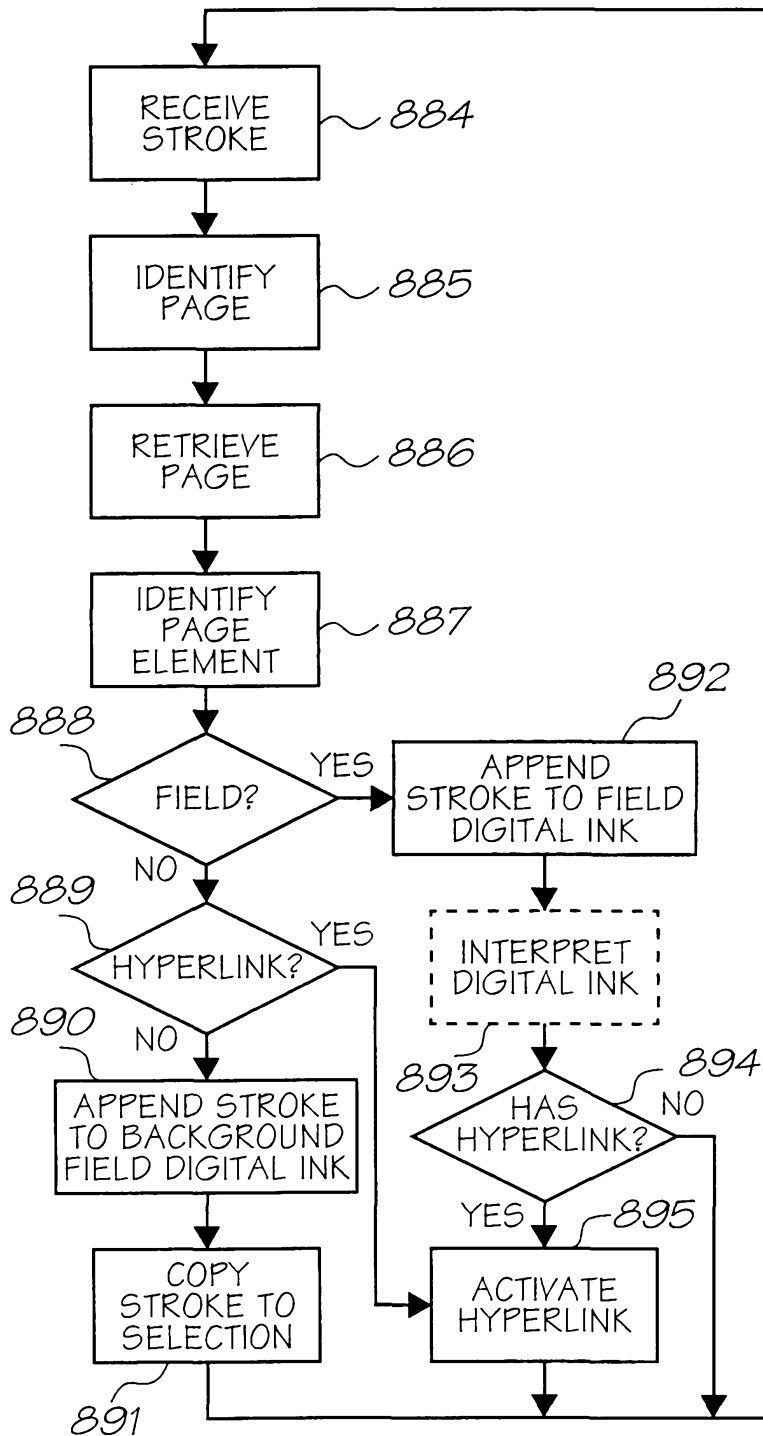 RECEIVE
STROKE
884
IDENTIFY
PAGE
885
RETRIEVE
PAGE
886
IDENTIFY
PAGE
ELEMENT
887
888
FIELD?
YES
NO
892
APPEND
STROKE TO FIELD
DIGITAL INK
889
HYPERLINK?
YES
NO
INTERPRET
DIGITAL INK
893
890
APPEND STROKE
TO BACKGROUND
FIELD DIGITAL INK
894
HAS
HYPERLINK?
NO
YES
COPY
STROKE TO
SELECTION
891
895
ACTIVATE
HYPERLINK